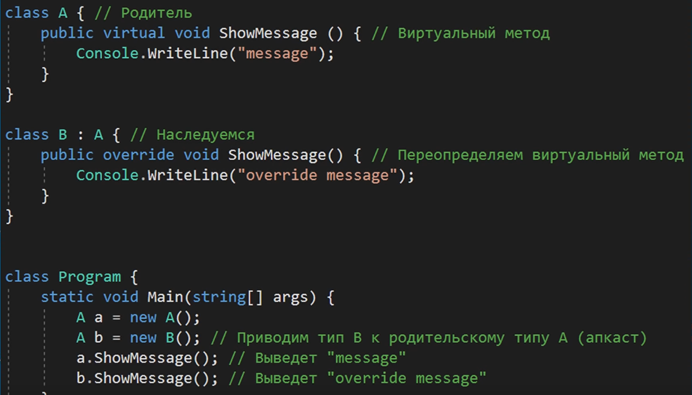 class A { // Родитель
public virtual void ShowMessage () { // Виртуальный метод
Console.WriteLine("message");
}
}
class B : A { // Наследуемся
public override void ShowMessage() { // Переопределяем виртуальный метод
Console.WriteLine("override message");
}
}
class Program {
static void Main(string[] args) {
A a = new A();
A b = new B(); // Приводим тип B к родительскому типу A (апкаст)
a.ShowMessage(); // Выведет "message"
b.ShowMessage(); // Выведет "override message"
}